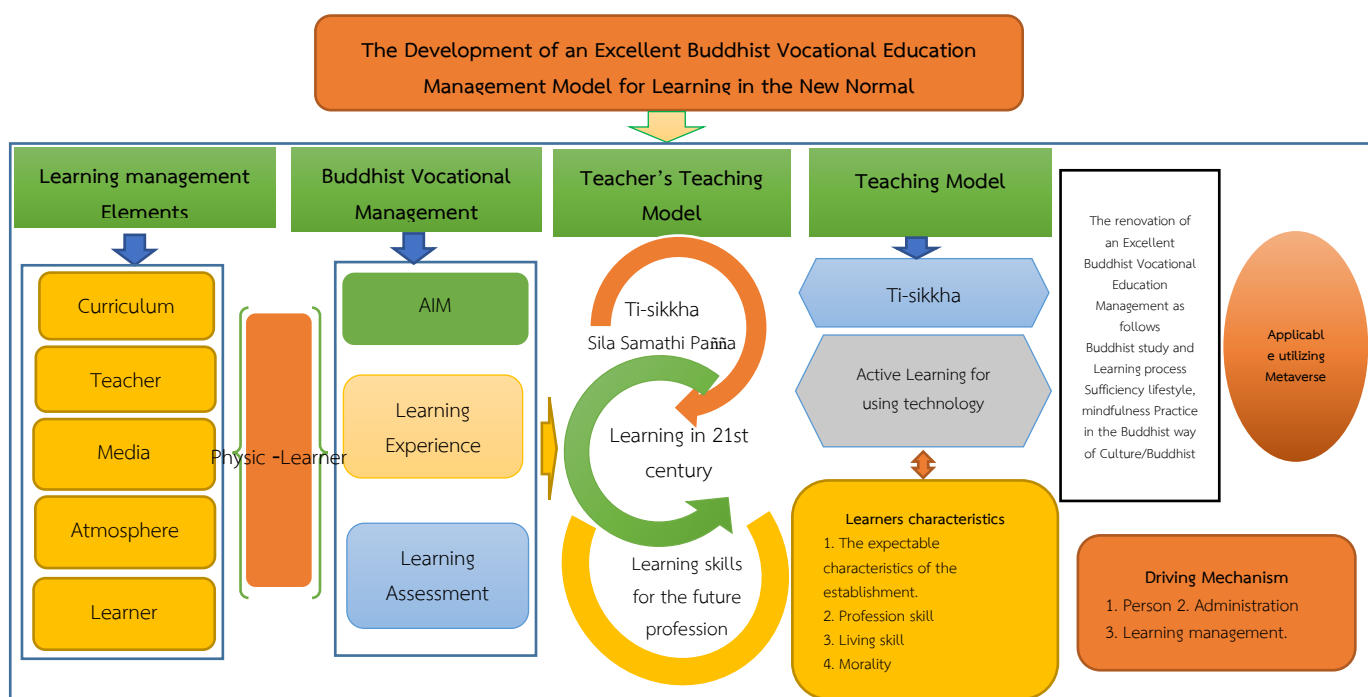 The Development of an Excellent Buddhist Vocational Education
Management Model for Learning in the New Normal
Learning management
Elements
Buddhist Vocational
Management
Teacher's Teaching
Model
Teaching Model
Curriculum
Teacher
Media
Atmosphere
Learner
Physic -Learner
AIM
Learning
Experience
Learning
Assessment
Ti-sikkha
Sila Samathi Pañña
Learning in 21st
century
Learning skills
for the future
profession
Ti-sikkha
Active Learning for
using technology
Learners characteristics
1. The expectable
characteristics of the
establishment.
2. Profession skill
3. Living skill
4. Morality
The renovation of
an Excellent
Buddhist Vocational
Education
Management as
follows
Buddhist study and
Learning process
Sufficiency lifestyle,
mindfulness Practice
in the Buddhist way
of Culture/Buddhist
Applicabl
e utilizing
Metaverse
Driving Mechanism
1. Person 2. Administration
3. Learning management.